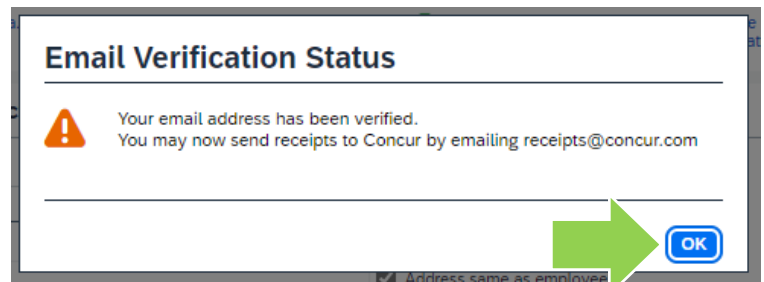 Email Verification Status
Your email address has been verified.
You may now send receipts to Concur by emailing receipts@concur.com
OK
Address same as employee